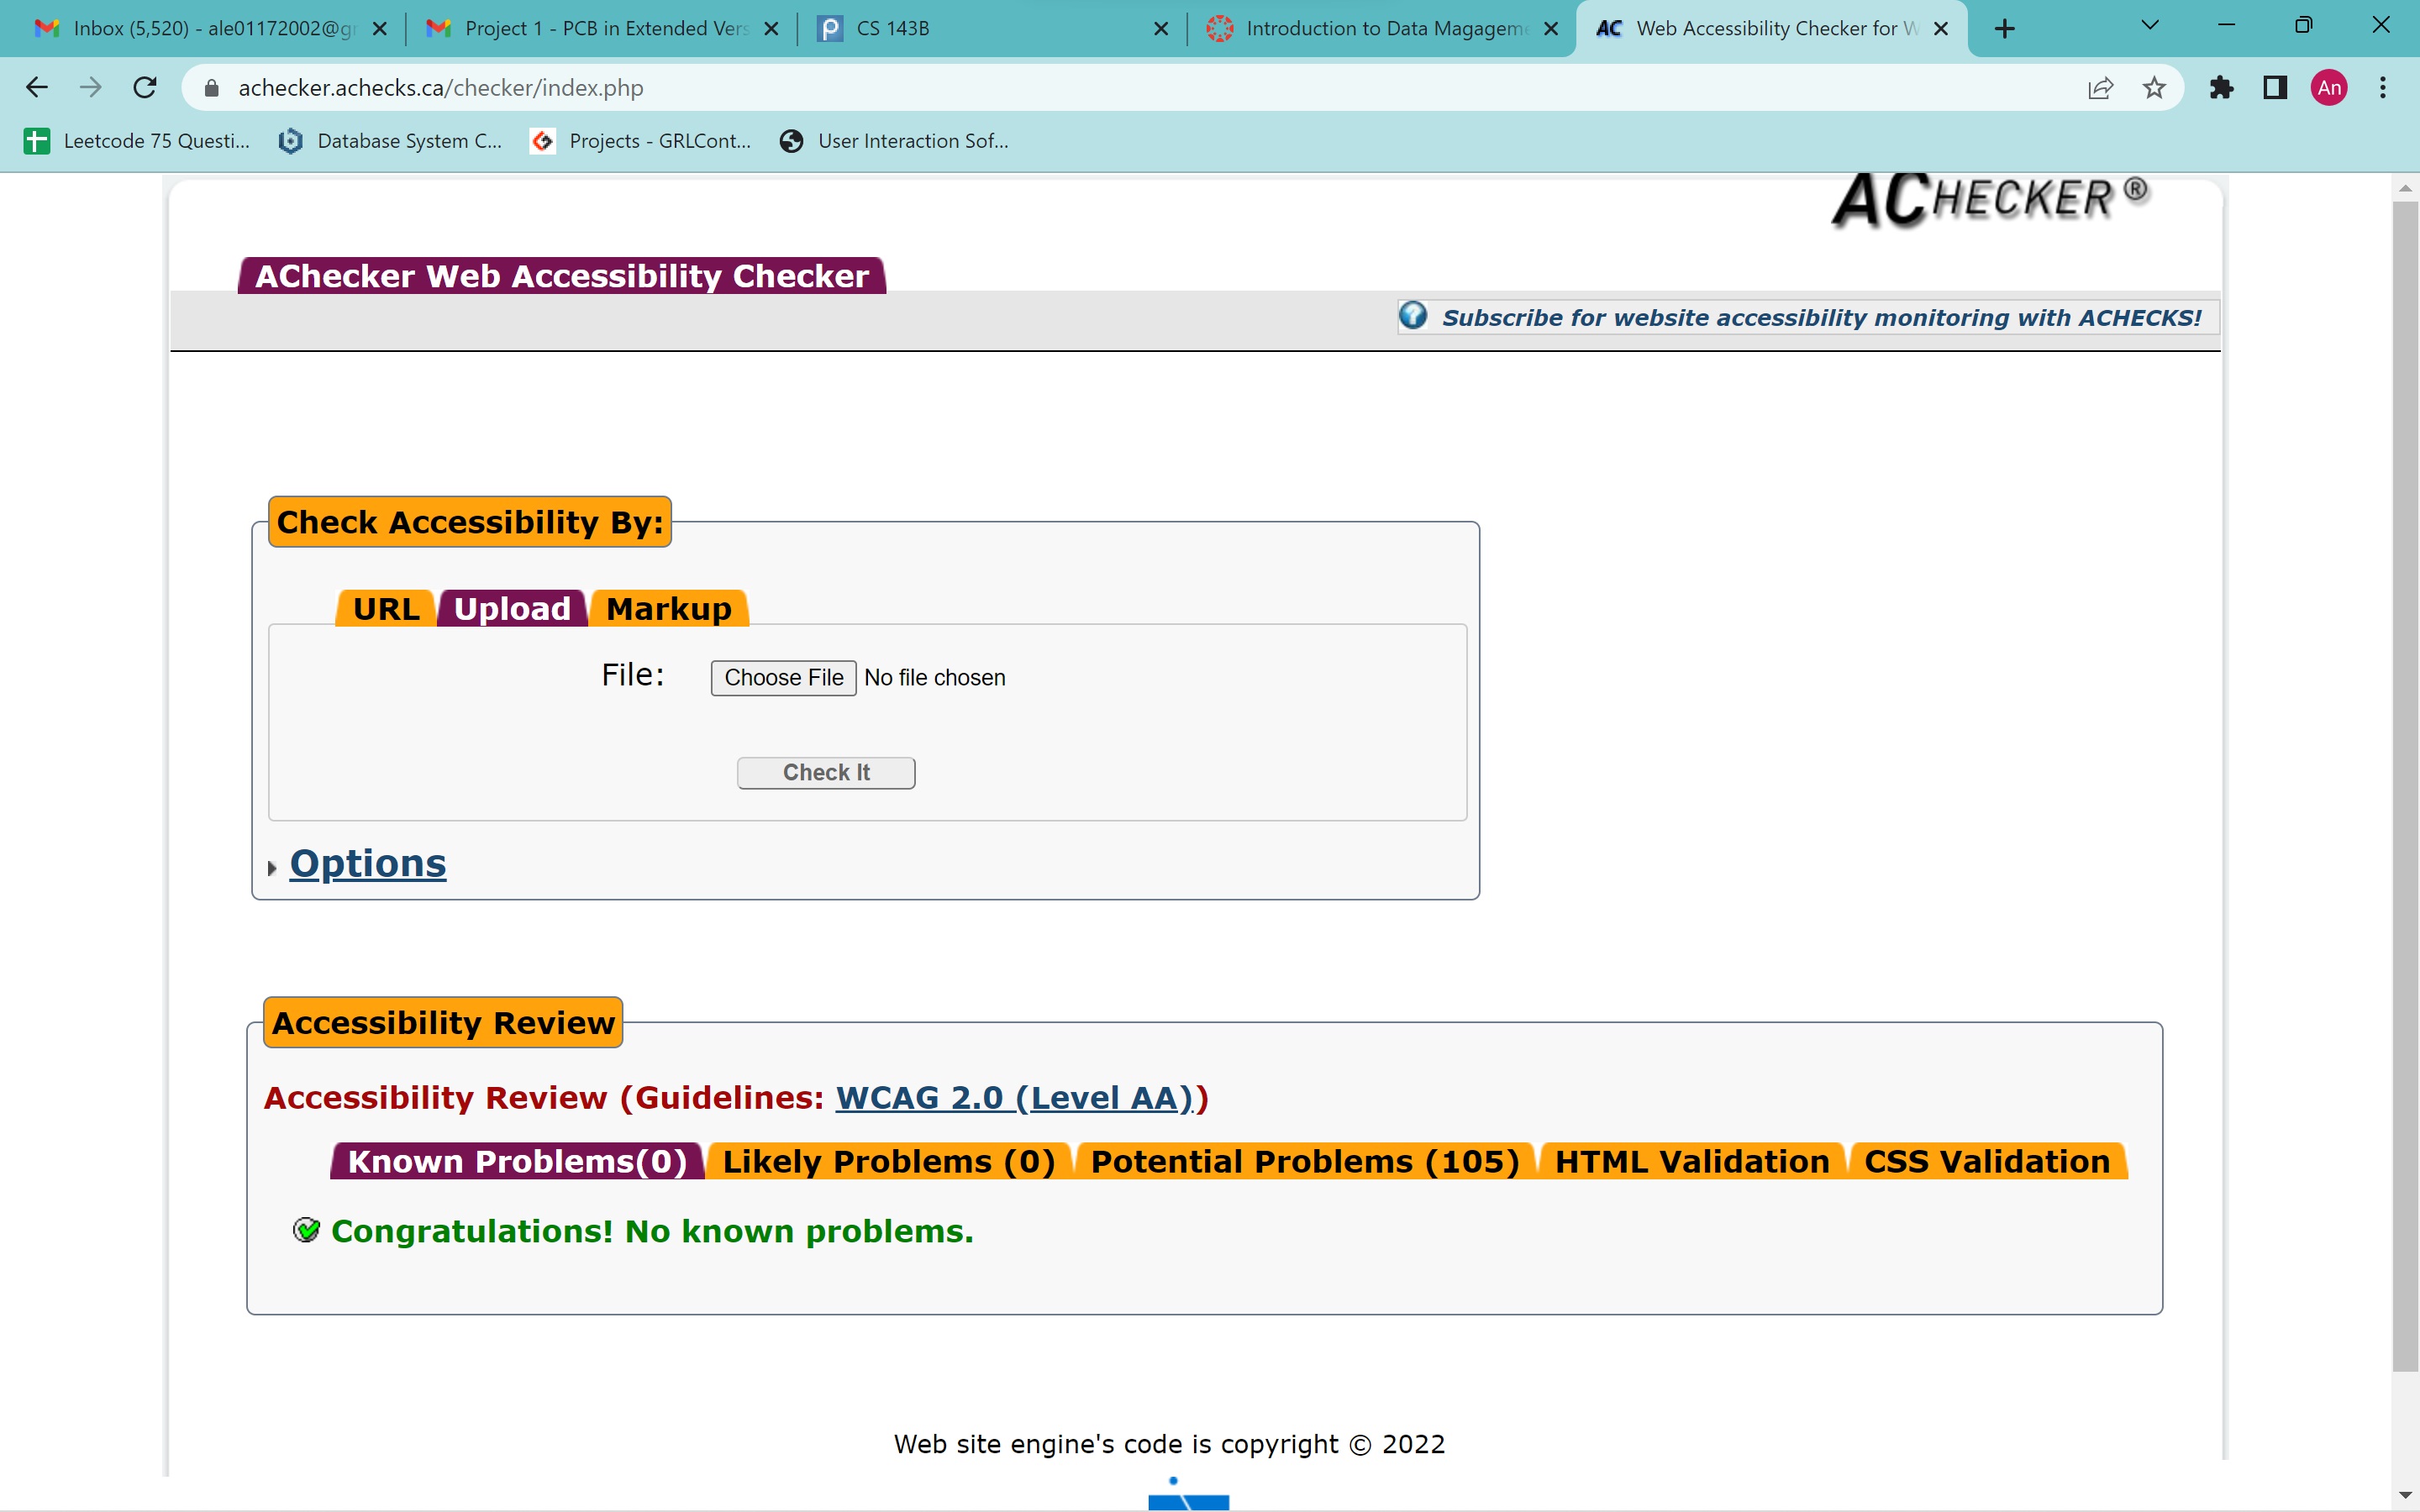 Inbox (5,520) - ale01172002@gr
Project 1 - PCB in Extended Vers
CS 143B
Introduction to Data Magageme
AC Web Accessibility Checker for W
achecker.achecks.ca/checker/index.php
An
Leetcode 75 Questi...
Database System C...
Projects - GRLCont...
User Interaction Sof...
ACHECKER ®
AChecker Web Accessibility Checker
Subscribe for website accessibility monitoring with ACHECKS!
Check Accessibility By:
URL Upload Markup
File: Choose File No file chosen
Check It
Options
Accessibility Review
Accessibility Review (Guidelines: WCAG 2.0 (Level AA))
Known Problems(0) Likely Problems (0) Potential Problems (105) HTML Validation CSS Validation
Congratulations! No known problems.
Web site engine's code is copyright © 2022